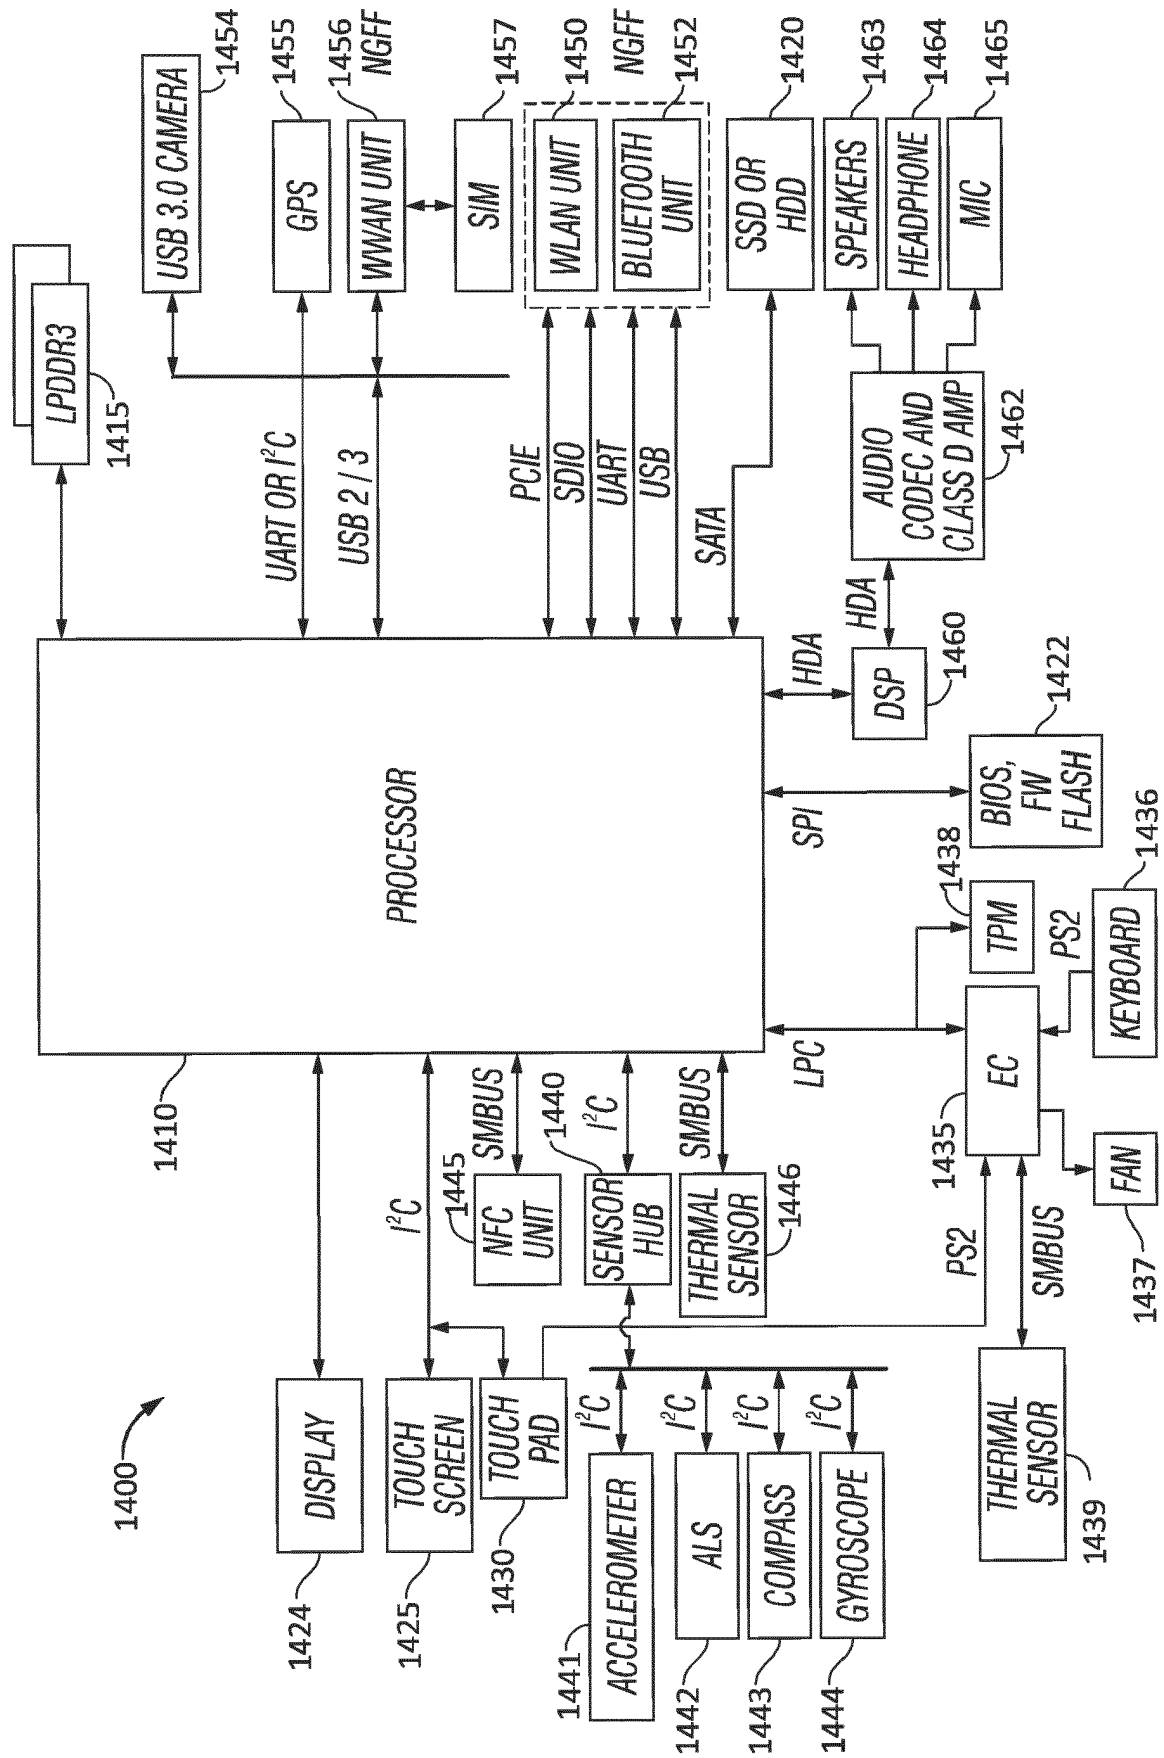 1400
LPDDR3
1415
PROCESSOR
1410
USB 3.0 CAMERA
1454
DISPLAY
1424
GPS
1455
UART OR I²C
USB 2 / 3
WWAN UNIT
1456
NGFF
SIM
1457
TOUCH
SCREEN
1425
I²C
TOUCH
PAD
1430
NFC
UNIT
1445
SMBUS
SENSOR
HUB
1440
I²C
THERMAL
SENSOR
1446
SMBUS
ACCELEROMETER
1441
I²C
ALS
1442
I²C
COMPASS
1443
I²C
GYROSCOPE
1444
I²C
PCIE
SDIO
UART
USB
WLAN UNIT
1450
BLUETOOTH
UNIT
1452
NGFF
SATA
SSD OR
HDD
1420
SPEAKERS
1463
HEADPHONE
1464
MIC
1465
AUDIO
CODEC AND
CLASS D AMP
1462
HDA
HDA
DSP
1460
SPI
BIOS,
FW
FLASH
1422
LPC
TPM
1438
EC
1435
PS2
KEYBOARD
1436
FAN
1437
PS2
SMBUS
THERMAL
SENSOR
1439